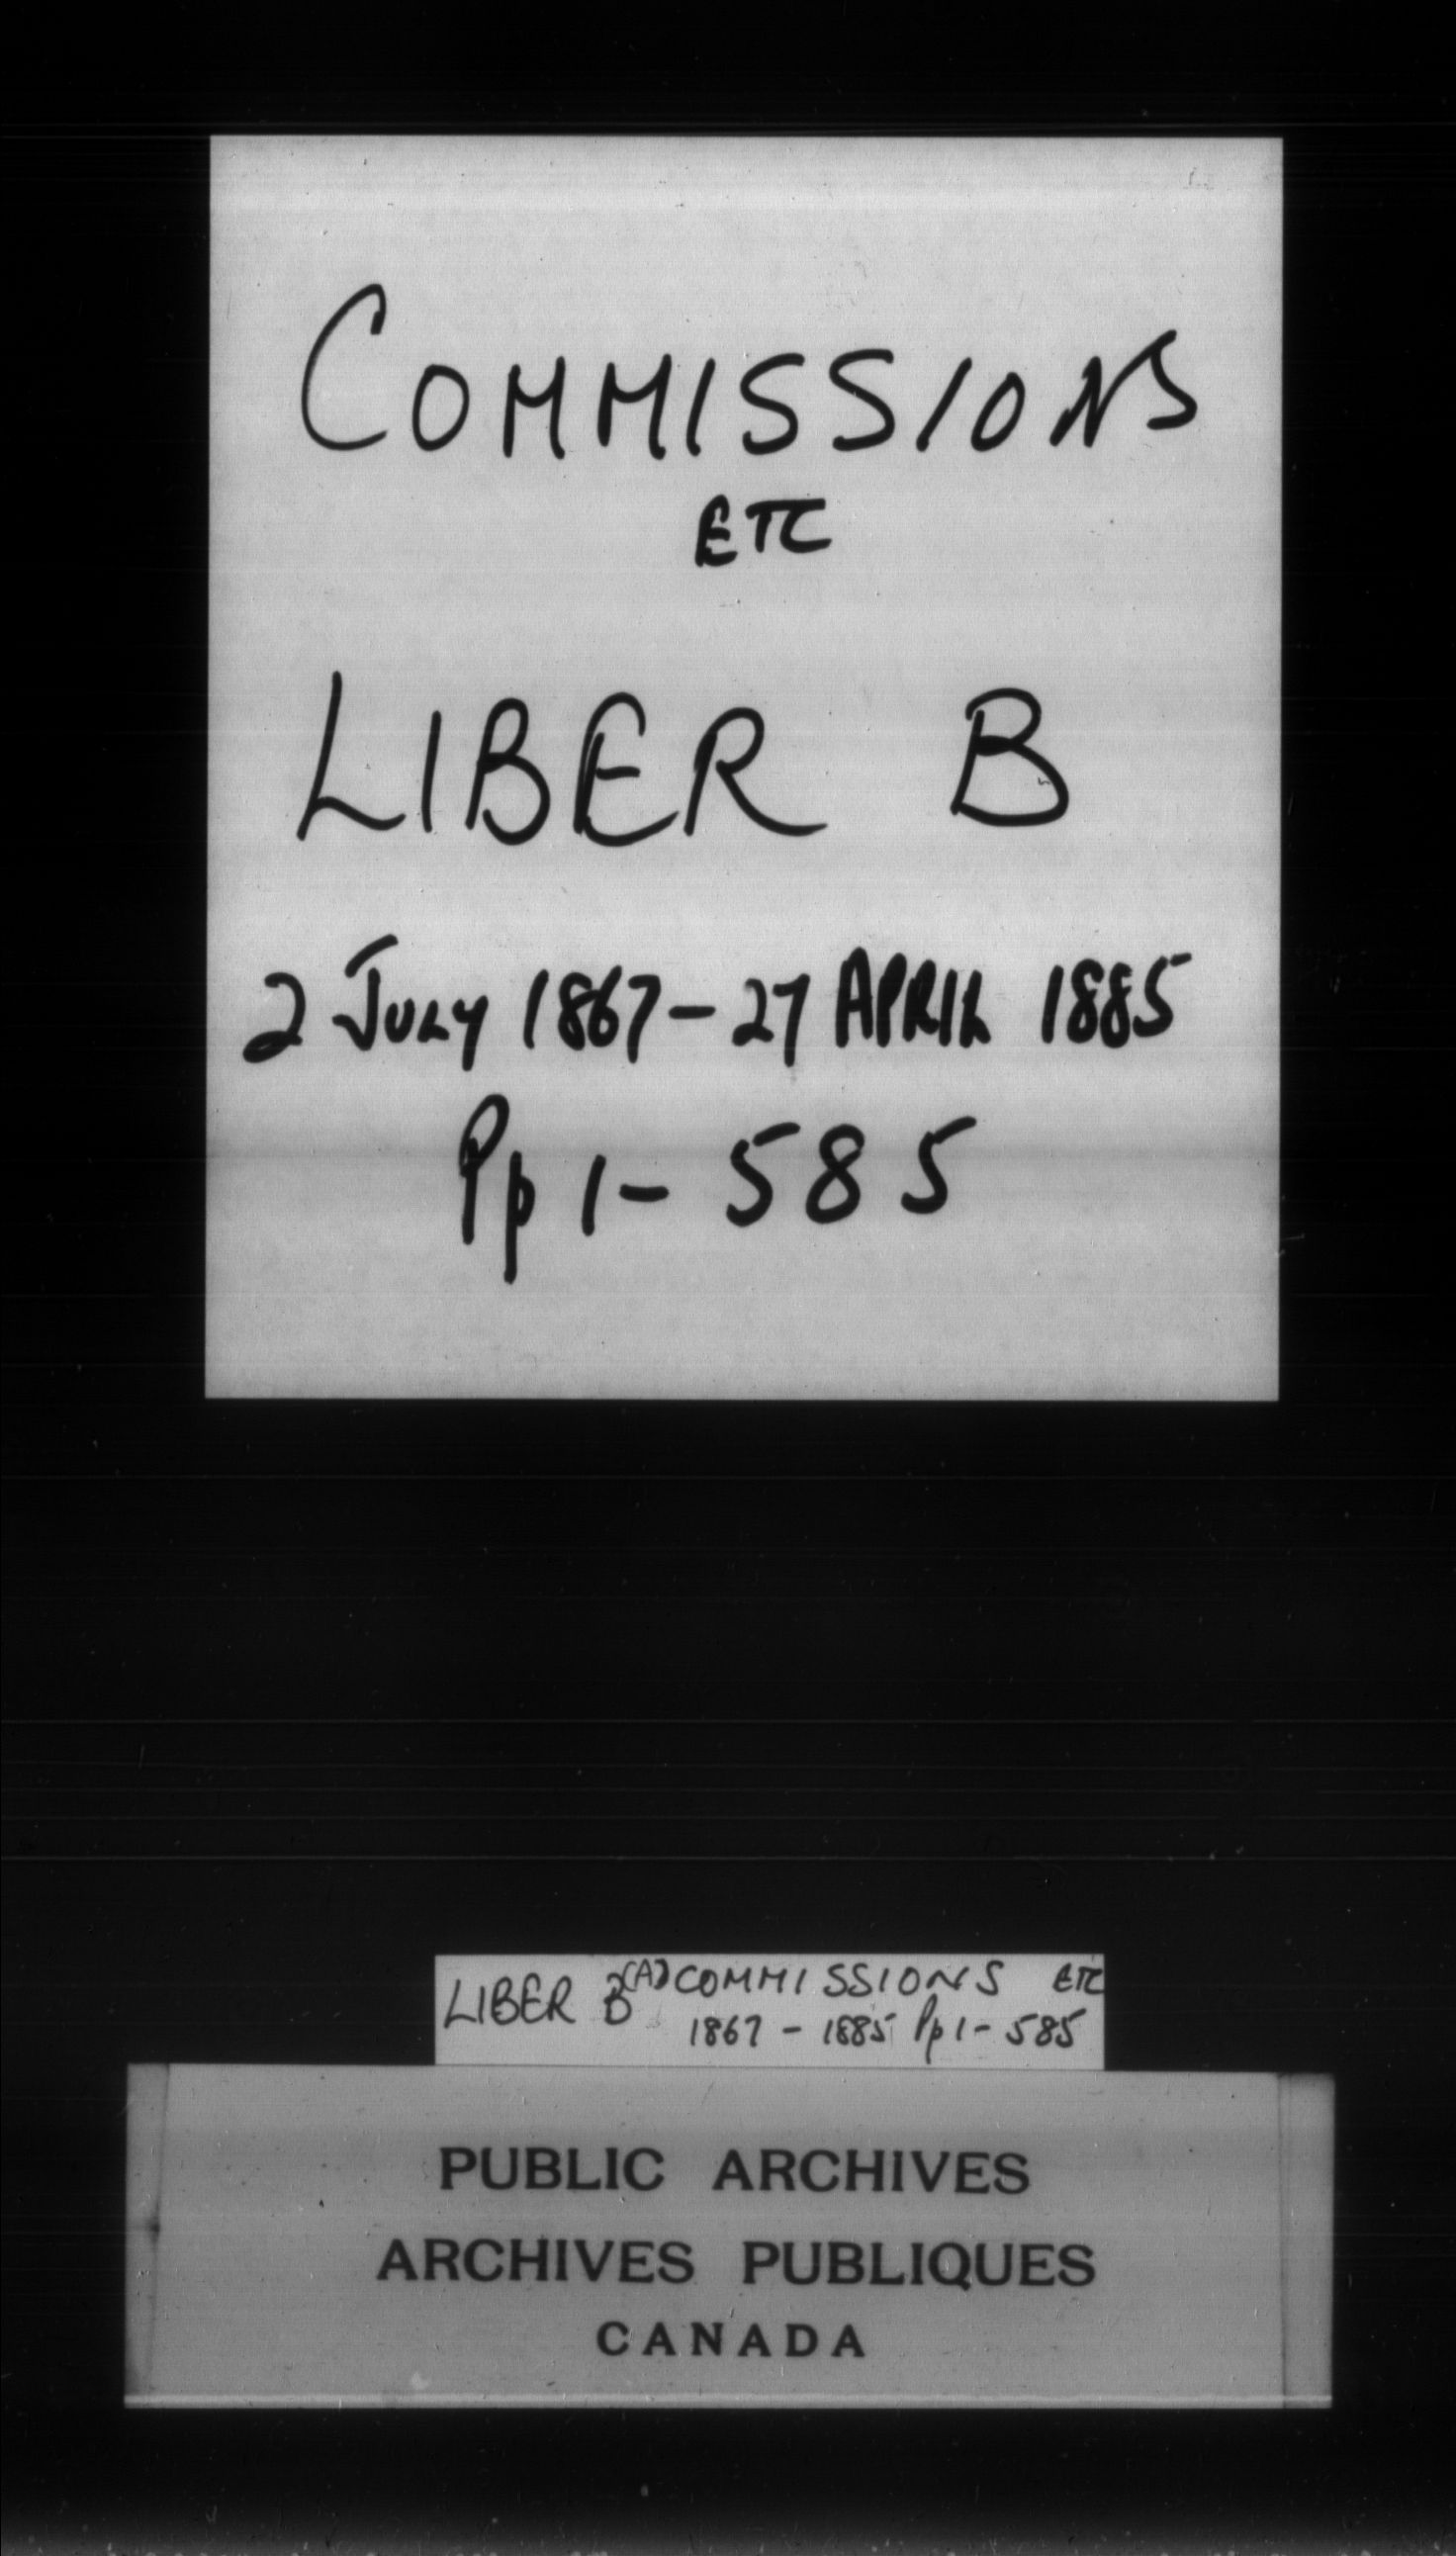 COMMISSIONS
ETC
LIBER B
2 JULY 1867 - 27 APRIL 1885
Pp 1 - 585
LIBER B (A) COMMISSIONS ETC
1867 - 1885 Pp 1 - 585
PUBLIC ARCHIVES
ARCHIVES PUBLIQUES
CANADA